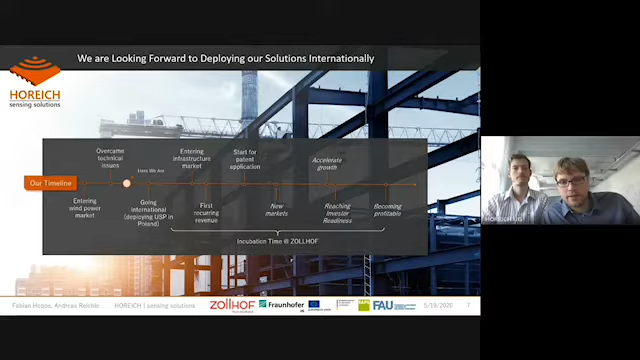 We are Looking Forward to Deploying our Solutions Internationally
HOREICH
sensing solutions
Our Timeline
Overcame
technical
issues
Here We Are
Entering
infrastructure
market
Start for
patent
application
Accelerate
growth
Entering
wind power
market
Going
international
(deploying USP in
Poland)
First
recurring
revenue
New
markets
Reaching
Investor
Readiness
Becoming
profitable
Incubation Time @ ZOLLHOF
Fabian Hoppe, Andreas Reichle
HOREICH | sensing solutions
ZOLLHOF
Fraunhofer
IIS
FAU
5/19/2020
7